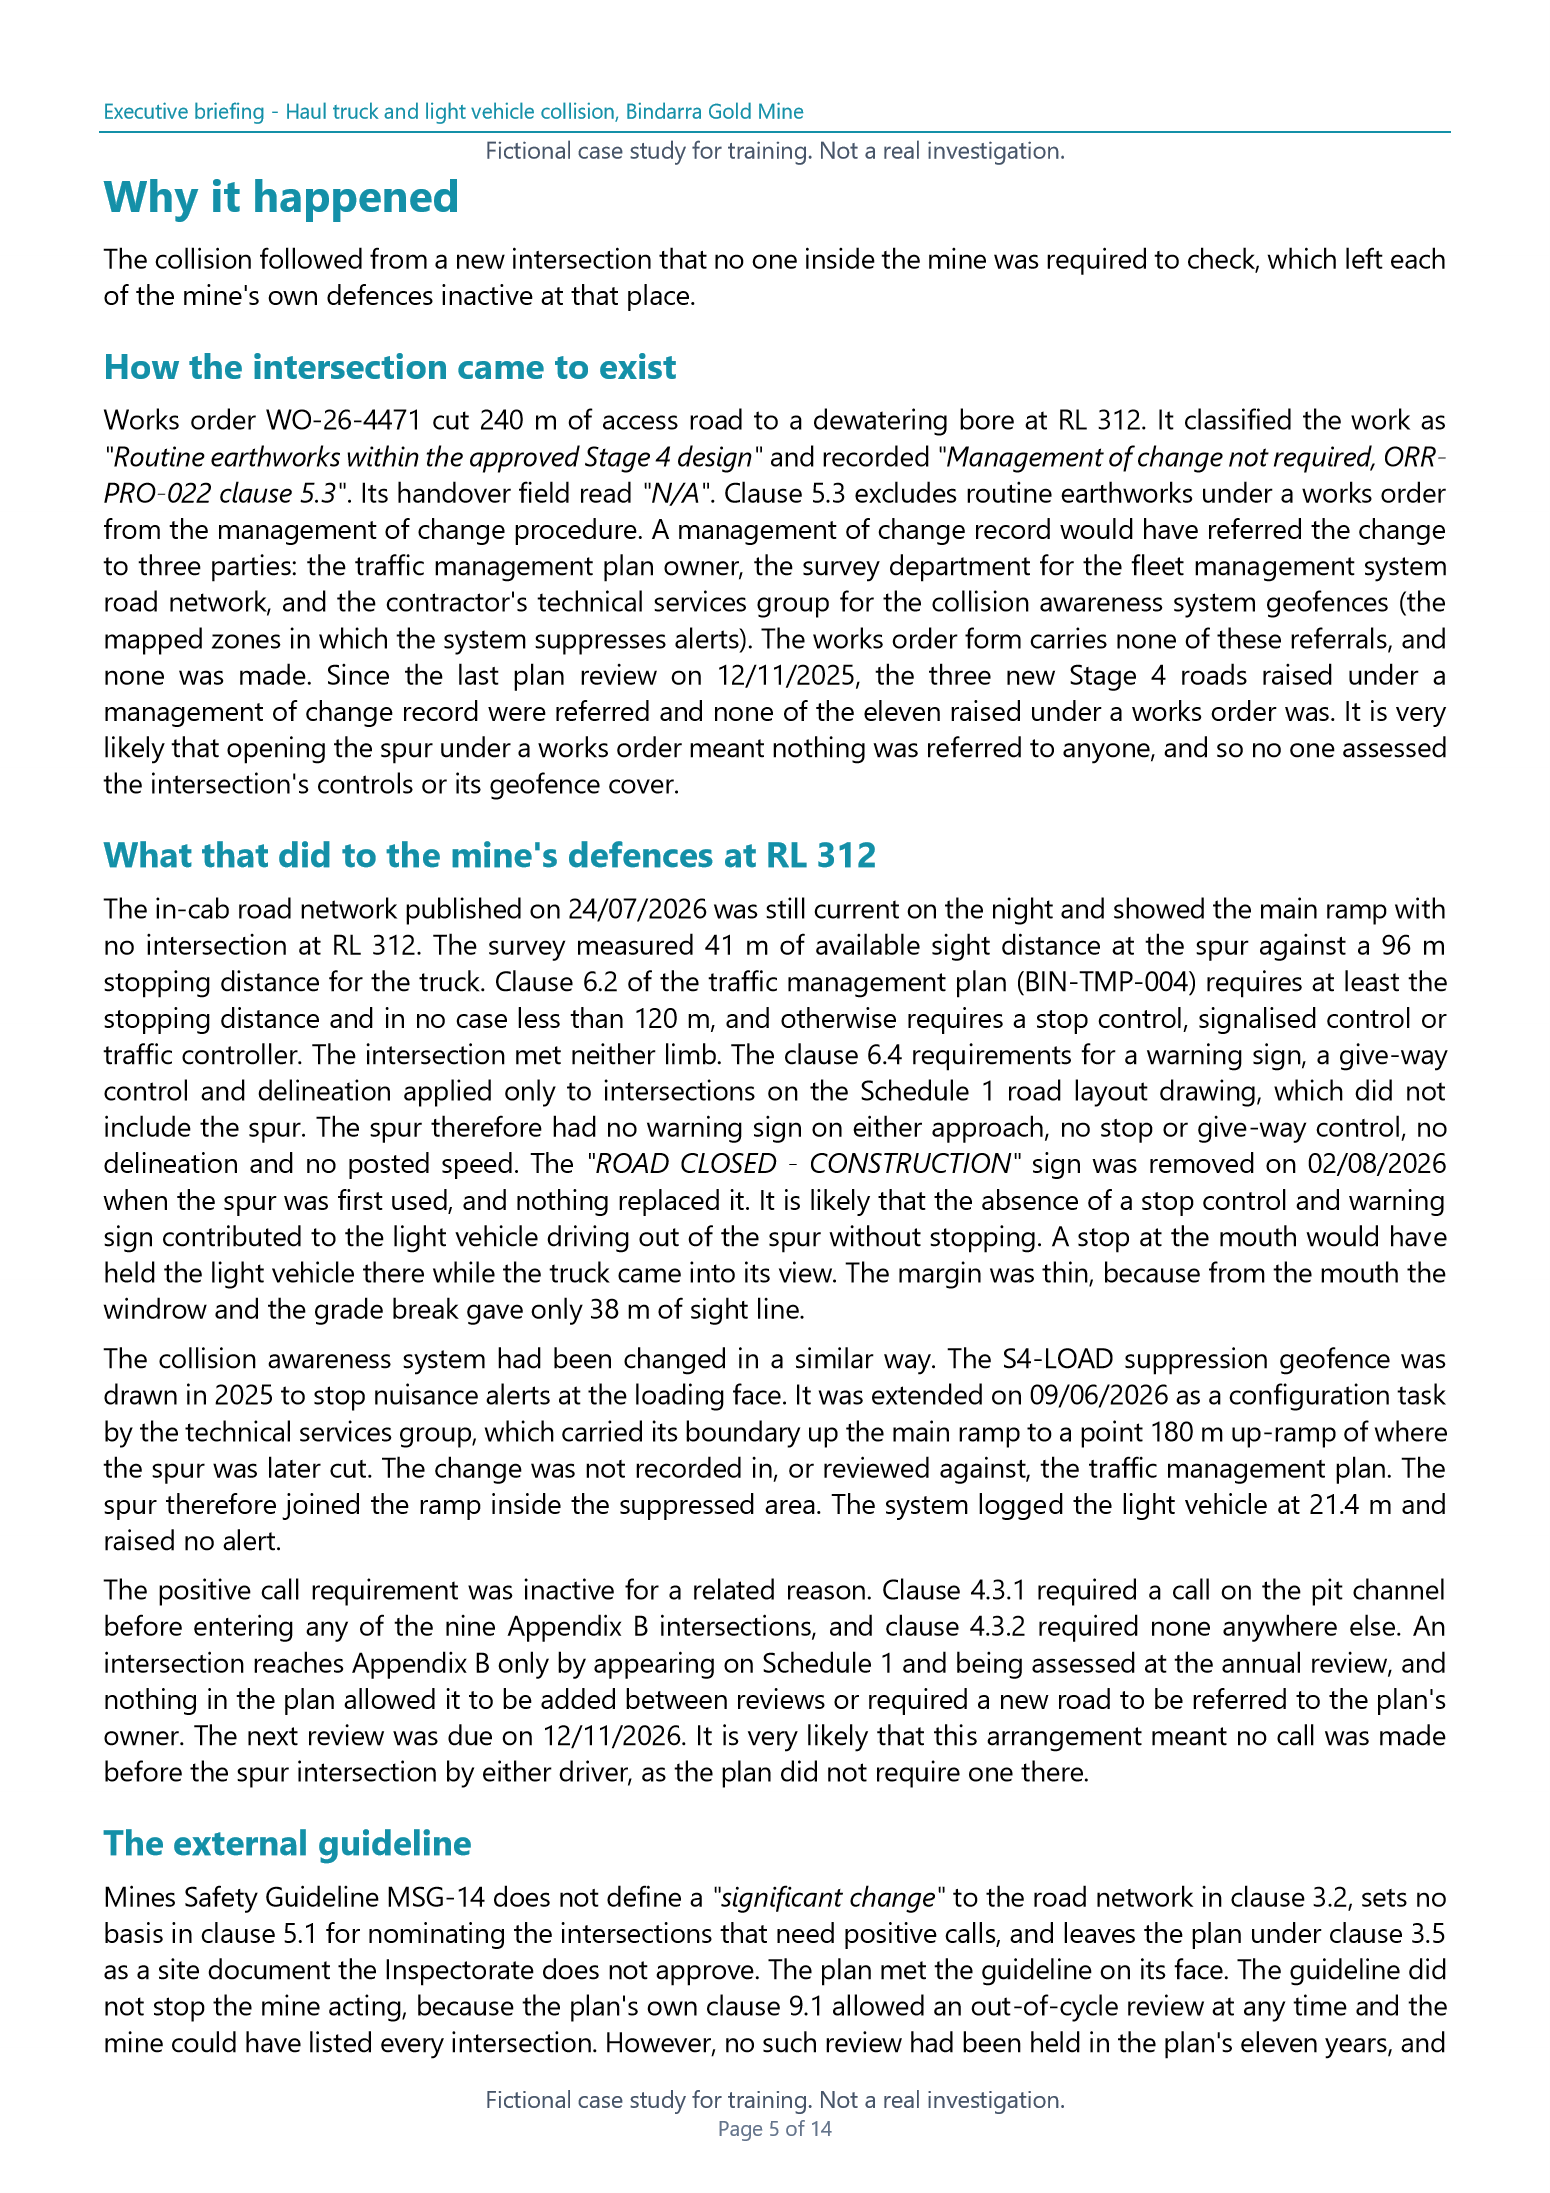 Executive briefing - Haul truck and light vehicle collision, Bindarra Gold Mine
Fictional case study for training. Not a real investigation.
Why it happened
The collision followed from a new intersection that no one inside the mine was required to check, which left each
of the mine's own defences inactive at that place.
How the intersection came to exist
Works order WO-26-4471 cut 240 m of access road to a dewatering bore at RL 312. It classified the work as
"Routine earthworks within the approved Stage 4 design" and recorded "Management of change not required, ORR-
PRO-022 clause 5.3". Its handover field read "N/A". Clause 5.3 excludes routine earthworks under a works order
from the management of change procedure. A management of change record would have referred the change
to three parties: the traffic management plan owner, the survey department for the fleet management system
road network, and the contractor's technical services group for the collision awareness system geofences (the
mapped zones in which the system suppresses alerts). The works order form carries none of these referrals, and
none was made. Since the last plan review on 12/11/2025, the three new Stage 4 roads raised under a
management of change record were referred and none of the eleven raised under a works order was. It is very
likely that opening the spur under a works order meant nothing was referred to anyone, and so no one assessed
the intersection's controls or its geofence cover.
What that did to the mine's defences at RL 312
The in-cab road network published on 24/07/2026 was still current on the night and showed the main ramp with
no intersection at RL 312. The survey measured 41 m of available sight distance at the spur against a 96 m
stopping distance for the truck. Clause 6.2 of the traffic management plan (BIN-TMP-004) requires at least the
stopping distance and in no case less than 120 m, and otherwise requires a stop control, signalised control or
traffic controller. The intersection met neither limb. The clause 6.4 requirements for a warning sign, a give-way
control and delineation applied only to intersections on the Schedule 1 road layout drawing, which did not
include the spur. The spur therefore had no warning sign on either approach, no stop or give-way control, no
delineation and no posted speed. The "ROAD CLOSED - CONSTRUCTION" sign was removed on 02/08/2026
when the spur was first used, and nothing replaced it. It is likely that the absence of a stop control and warning
sign contributed to the light vehicle driving out of the spur without stopping. A stop at the mouth would have
held the light vehicle there while the truck came into its view. The margin was thin, because from the mouth the
windrow and the grade break gave only 38 m of sight line.
The collision awareness system had been changed in a similar way. The S4-LOAD suppression geofence was
drawn in 2025 to stop nuisance alerts at the loading face. It was extended on 09/06/2026 as a configuration task
by the technical services group, which carried its boundary up the main ramp to a point 180 m up-ramp of where
the spur was later cut. The change was not recorded in, or reviewed against, the traffic management plan. The
spur therefore joined the ramp inside the suppressed area. The system logged the light vehicle at 21.4 m and
raised no alert.
The positive call requirement was inactive for a related reason. Clause 4.3.1 required a call on the pit channel
before entering any of the nine Appendix B intersections, and clause 4.3.2 required none anywhere else. An
intersection reaches Appendix B only by appearing on Schedule 1 and being assessed at the annual review, and
nothing in the plan allowed it to be added between reviews or required a new road to be referred to the plan's
owner. The next review was due on 12/11/2026. It is very likely that this arrangement meant no call was made
before the spur intersection by either driver, as the plan did not require one there.
The external guideline
Mines Safety Guideline MSG-14 does not define a "significant change" to the road network in clause 3.2, sets no
basis in clause 5.1 for nominating the intersections that need positive calls, and leaves the plan under clause 3.5
as a site document the Inspectorate does not approve. The plan met the guideline on its face. The guideline did
not stop the mine acting, because the plan's own clause 9.1 allowed an out-of-cycle review at any time and the
mine could have listed every intersection. However, no such review had been held in the plan's eleven years, and
Fictional case study for training. Not a real investigation.
Page 5 of 14